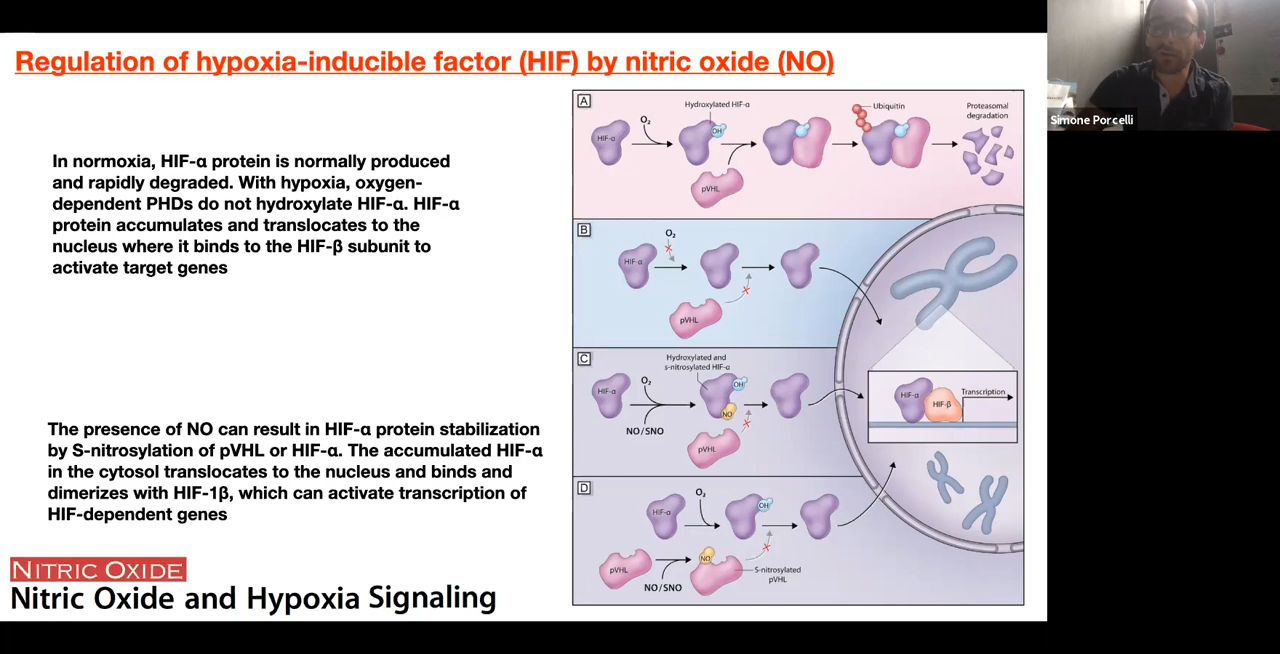 Regulation of hypoxia-inducible factor (HIF) by nitric oxide (NO)
Simone Porcelli
In normoxia, HIF-α protein is normally produced
and rapidly degraded. With hypoxia, oxygen-
dependent PHDs do not hydroxylate HIF-α. HIF-α
protein accumulates and translocates to the
nucleus where it binds to the HIF-β subunit to
activate target genes
The presence of NO can result in HIF-α protein stabilization
by S-nitrosylation of pVHL or HIF-α. The accumulated HIF-α
in the cytosol translocates to the nucleus and binds and
dimerizes with HIF-1β, which can activate transcription of
HIF-dependent genes
NITRIC OXIDE
Nitric Oxide and Hypoxia Signaling
A
Hydroxylated HIF-α
Ubiquitin
Proteasomal
degradation
O₂
HIF-α
OH
pVHL
B
O₂
HIF-α
pVHL
C
Hydroxylated and
s-nitrosylated HIF-α
O₂
HIF-α
OH
NO
NO/SNO
pVHL
HIF-α
HIF-β
Transcription
D
O₂
HIF-α
OH
pVHL
NO
NO/SNO
S-nitrosylated
pVHL